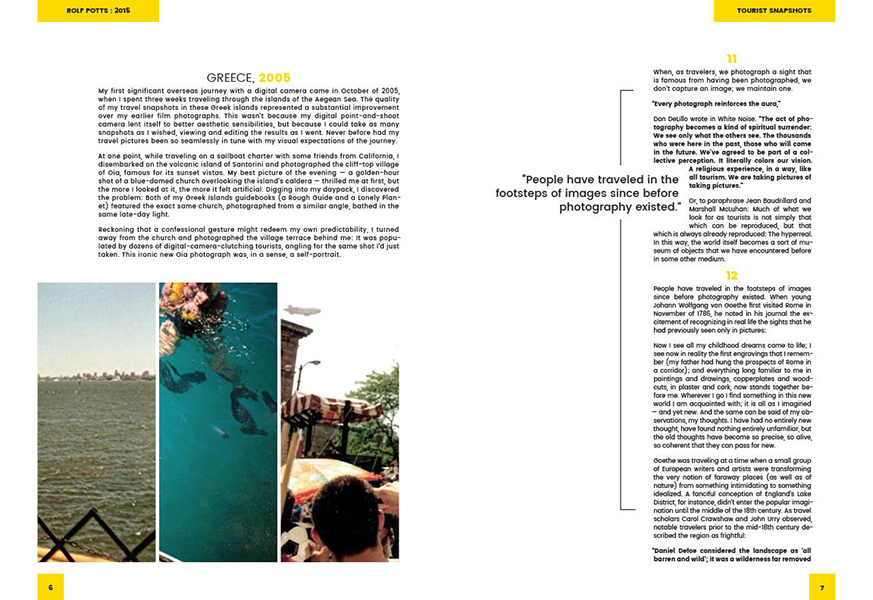 ROLF POTTS : 2015
GREECE, 2005
My first significant overseas journey with a digital camera came in October of 2005,
when I spent three weeks traveling through the islands of the Aegean Sea. The quality
of my travel snapshots in these Greek islands represented a substantial improvement
over my earlier film photographs. This wasn't because my digital point-and-shoot
camera lent itself to better aesthetic sensibilities, but because I could take as many
snapshots as I wished, viewing and editing the results as I went. Never before had my
travel pictures been so seamlessly in tune with my visual expectations of the journey.
At one point, while traveling on a sailboat charter with some friends from California, I
disembarked on the volcanic island of Santorini and photographed the cliff-top village
of Oia, famous for its sunset vistas. My best picture of the evening — a golden-hour
shot of a blue-domed church overlooking the island's caldera — thrilled me at first, but
the more I looked at it, the more it felt artificial. Digging into my daypack, I discovered
the problem: Both of my Greek Islands guidebooks (a Rough Guide and a Lonely Plan-
et) featured the exact same church, photographed from a similar angle, bathed in the
same late-day light.
Reckoning that a confessional gesture might redeem my own predictability, I turned
away from the church and photographed the village terrace behind me: It was popu-
lated by dozens of digital-camera-clutching tourists, angling for the same shot I'd just
taken. This ironic new Oia photograph was, in a sense, a self-portrait.
6
TOURIST SNAPSHOTS
11
When, as travelers, we photograph a sight that
is famous from having been photographed, we
don't capture an image; we maintain one.
"Every photograph reinforces the aura,"
Don DeLillo wrote in White Noise. "The act of pho-
tography becomes a kind of spiritual surrender:
We see only what the others see. The thousands
who were here in the past, those who will come
in the future. We've agreed to be part of a col-
lective perception. It literally colors our vision.
A religious experience, in a way, like
all tourism. We are taking pictures of
taking pictures."
"People have traveled in the
footsteps of images since before
photography existed."
Or, to paraphrase Jean Baudrillard and
Marshall McLuhan: Much of what we
look for as tourists is not simply that
which can be reproduced, but that
which is always already reproduced: The hyperreal.
In this way, the world itself becomes a sort of mu-
seum of objects that we have encountered before
in some other medium.
12
People have traveled in the footsteps of images
since before photography existed. When young
Johann Wolfgang von Goethe first visited Rome in
November of 1786, he noted in his journal the ex-
citement of recognizing in real life the sights that he
had previously seen only in pictures:
Now I see all my childhood dreams come to life; I
see now in reality the first engravings that I remem-
ber (my father had hung the prospects of Rome in
a corridor); and everything long familiar to me in
paintings and drawings, copperplates and wood-
cuts, in plaster and cork, now stands together be-
fore me. Wherever I go I find something in this new
world I am acquainted with; it is all as I imagined
— and yet new. And the same can be said of my ob-
servations, my thoughts. I have had no entirely new
thought, have found nothing entirely unfamiliar, but
the old thoughts have become so precise, so alive,
so coherent that they can pass for new.
Goethe was traveling at a time when a small group
of European writers and artists were transforming
the very notion of faraway places (as well as of
nature) from something intimidating to something
idealized. A fanciful conception of England's Lake
District, for instance, didn't enter the popular imagi-
nation until the middle of the 18th century. As travel
scholars Carol Crawshaw and John Urry observed,
notable travelers prior to the mid-18th century de-
scribed the region as frightful:
"Daniel Defoe considered the landscape as 'all
barren and wild'; it was a wilderness far removed
7